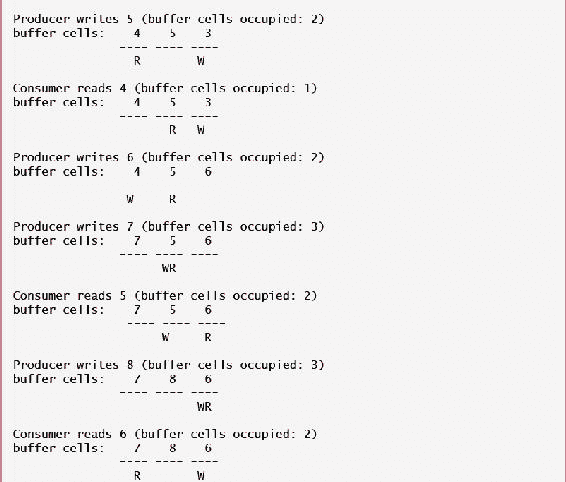 Producer writes 5 (buffer cells occupied: 2)
buffer cells:    4    5    3
               ---- ---- ----
                 R        W
Consumer reads 4 (buffer cells occupied: 1)
buffer cells:    4    5    3
               ---- ---- ----
                      R   W
Producer writes 6 (buffer cells occupied: 2)
buffer cells:    4    5    6
                W     R
Producer writes 7 (buffer cells occupied: 3)
buffer cells:    7    5    6
               ---- ---- ----
                     WR
Consumer reads 5 (buffer cells occupied: 2)
buffer cells:    7    5    6
                ---- ---- ----
                     W     R
Producer writes 8 (buffer cells occupied: 3)
buffer cells:    7    8    6
               ---- ---- ----
                          WR
Consumer reads 6 (buffer cells occupied: 2)
buffer cells:    7    8    6
               ---- ---- ----
                 R        W